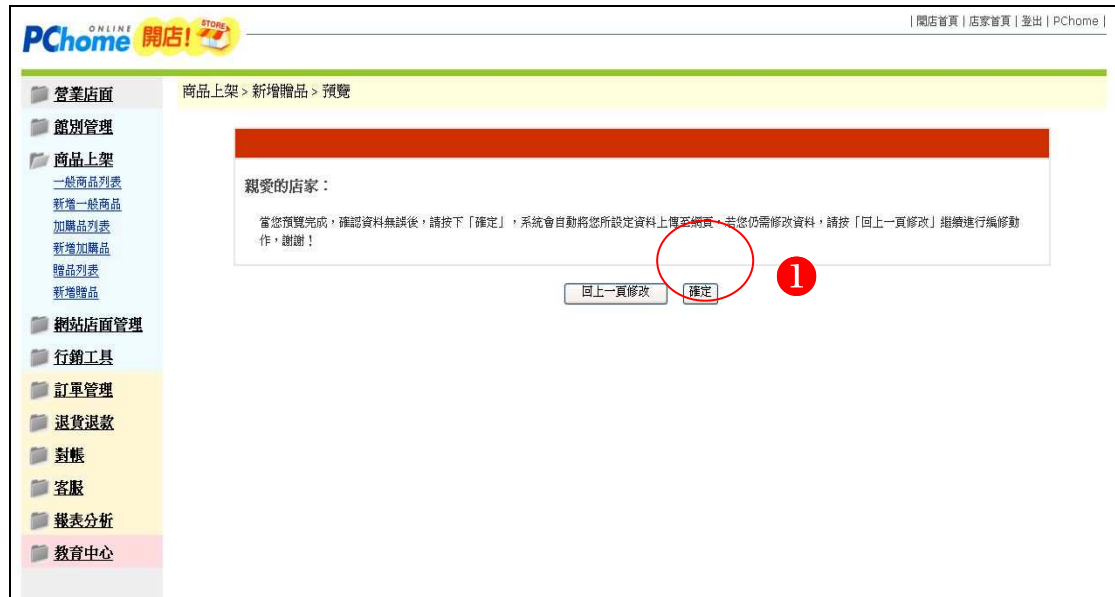 PChome ONLINE 開店! STORE
|開店首頁|店家首頁|登出|PChome|
營業店面
商品上架 > 新增贈品 > 預覽
館別管理
商品上架
一般商品列表
新增一般商品
加購品列表
新增加購品
贈品列表
新增贈品
網站店面管理
行銷工具
訂單管理
退貨退款
對帳
客服
報表分析
教育中心
親愛的店家：
當您預覽完成，確認資料無誤後，請按下「確定」，系統會自動將您所設定資料上傳至網頁，若您仍需修改資料，請按「回上一頁修改」繼續進行編修動
作，謝謝！
回上一頁修改
確定
1